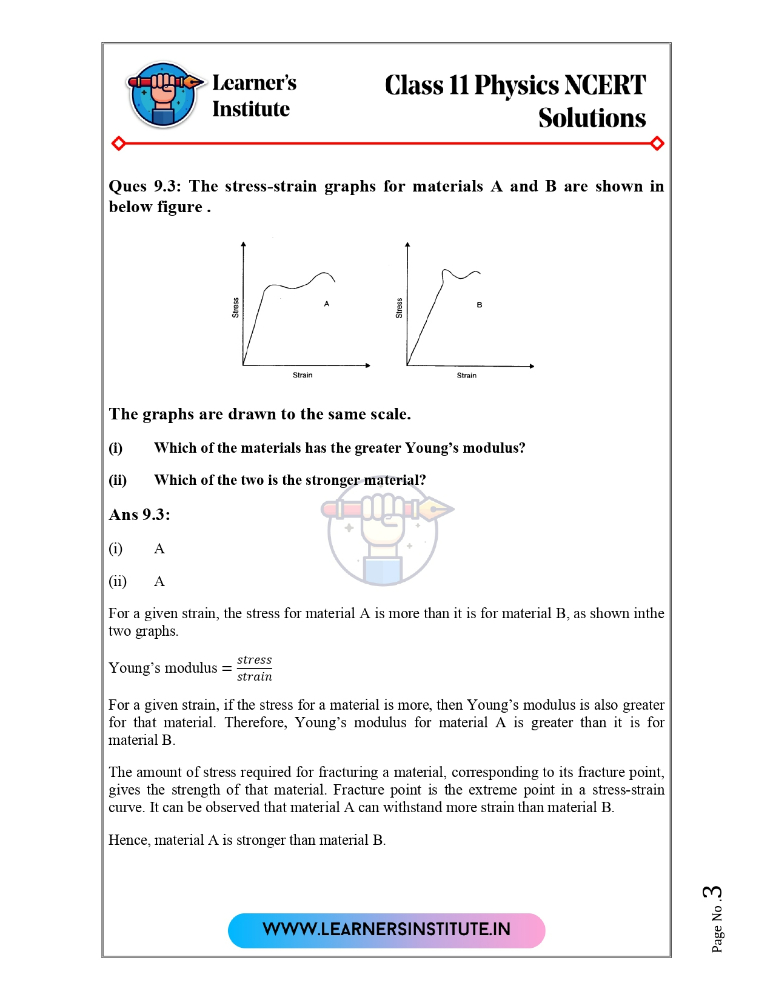 Learner's
Institute
Class 11 Physics NCERT
Solutions
Ques 9.3: The stress-strain graphs for materials A and B are shown in
below figure .
Stress
A
Strain
Stress
B
Strain
The graphs are drawn to the same scale.
(i) Which of the materials has the greater Young's modulus?
(ii) Which of the two is the stronger material?
Ans 9.3:
(i) A
(ii) A
For a given strain, the stress for material A is more than it is for material B, as shown inthe
two graphs.
Young's modulus = stress/strain
For a given strain, if the stress for a material is more, then Young's modulus is also greater
for that material. Therefore, Young's modulus for material A is greater than it is for
material B.
The amount of stress required for fracturing a material, corresponding to its fracture point,
gives the strength of that material. Fracture point is the extreme point in a stress-strain
curve. It can be observed that material A can withstand more strain than material B.
Hence, material A is stronger than material B.
WWW.LEARNERSINSTITUTE.IN
Page No .3